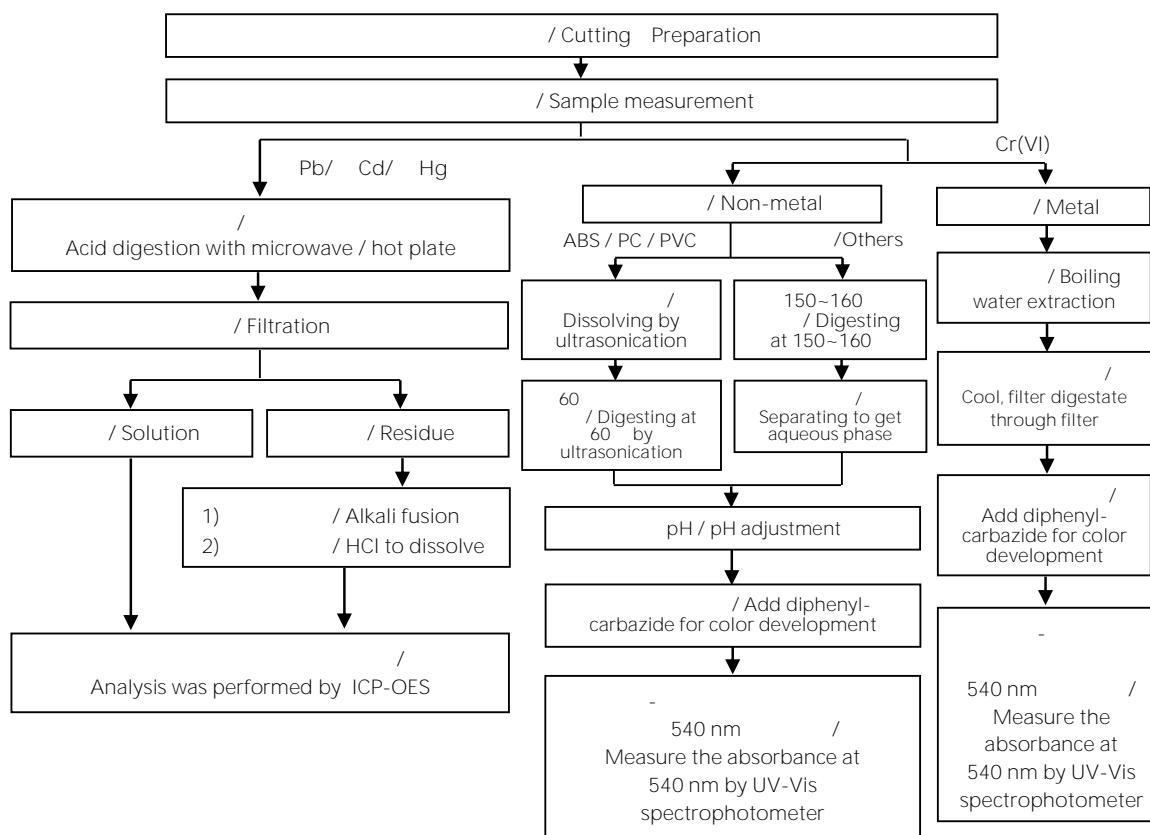 / Cutting Preparation
/ Sample measurement
Pb/ Cd/ Hg
Cr(VI)
/
Acid digestion with microwave / hot plate
/ Filtration
/ Solution
/ Residue
1) / Alkali fusion
2) / HCl to dissolve
/
Analysis was performed by ICP-OES
/ Non-metal
ABS / PC / PVC
/Others
/
Dissolving by
ultrasonication
60
/ Digesting at
60 by
ultrasonication
150~160
/ Digesting
at 150~160
/
Separating to get
aqueous phase
pH / pH adjustment
/ Add diphenyl-
carbazide for color development
-
540 nm /
Measure the absorbance at
540 nm by UV-Vis
spectrophotometer
/ Metal
/ Boiling
water extraction
/
Cool, filter digestate
through filter
/
Add diphenyl-
carbazide for color
development
-
540 nm /
Measure the
absorbance at
540 nm by UV-Vis
spectrophotometer